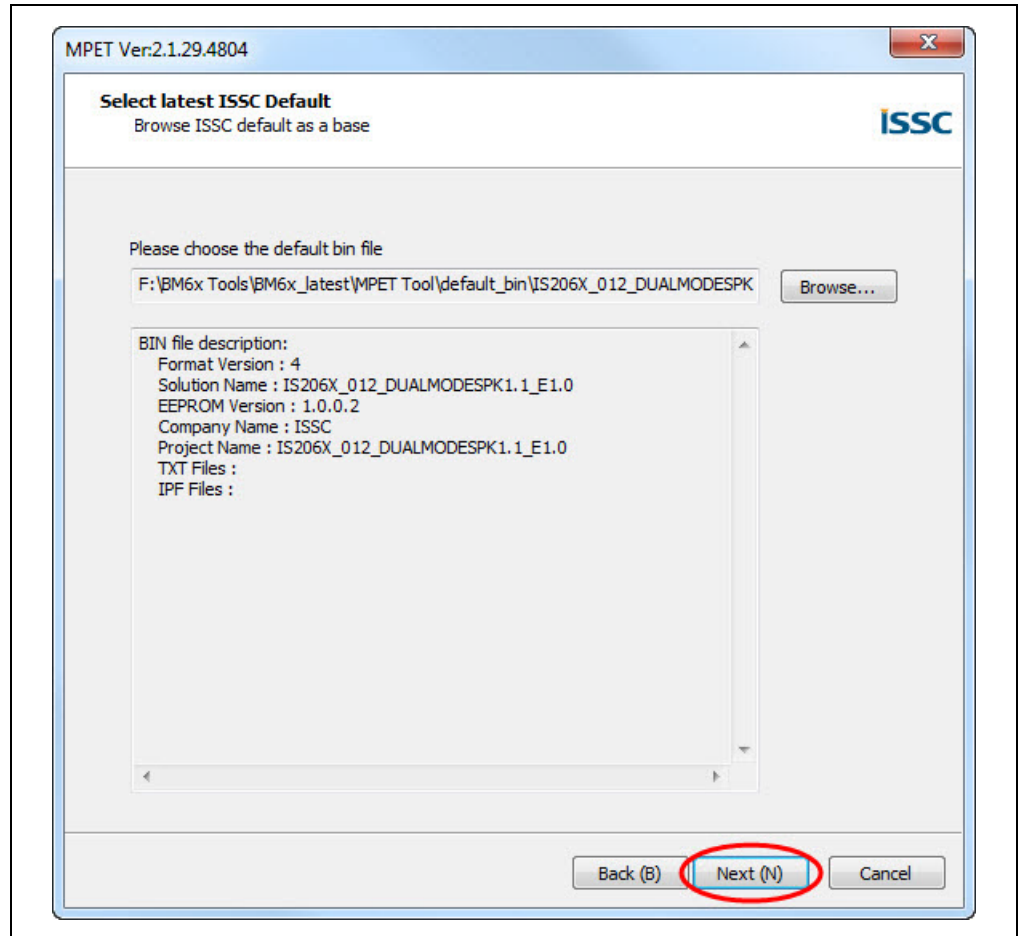 MPET Ver:2.1.29.4804
x
Select latest ISSC Default
Browse ISSC default as a base
ISSC
Please choose the default bin file
F:\BM6x Tools\BM6x_latest\MPET Tool\default_bin\IS206X_012_DUALMODESPK
Browse...
BIN file description:
Format Version : 4
Solution Name : IS206X_012_DUALMODESPK1.1_E1.0
EEPROM Version : 1.0.0.2
Company Name : ISSC
Project Name : IS206X_012_DUALMODESPK1.1_E1.0
TXT Files :
IPF Files :
Back (B)
Next (N)
Cancel